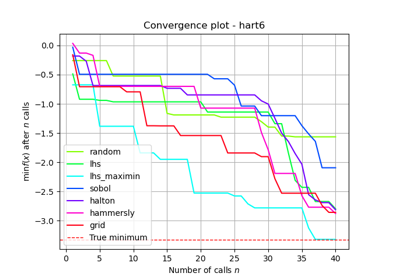 Convergence plot - hart6
min f(x) after n calls
0.0
−0.5
−1.0
−1.5
−2.0
−2.5
−3.0
random
lhs
lhs_maximin
sobol
halton
hammersly
grid
True minimum
0 5 10 15 20 25 30 35 40
Number of calls n